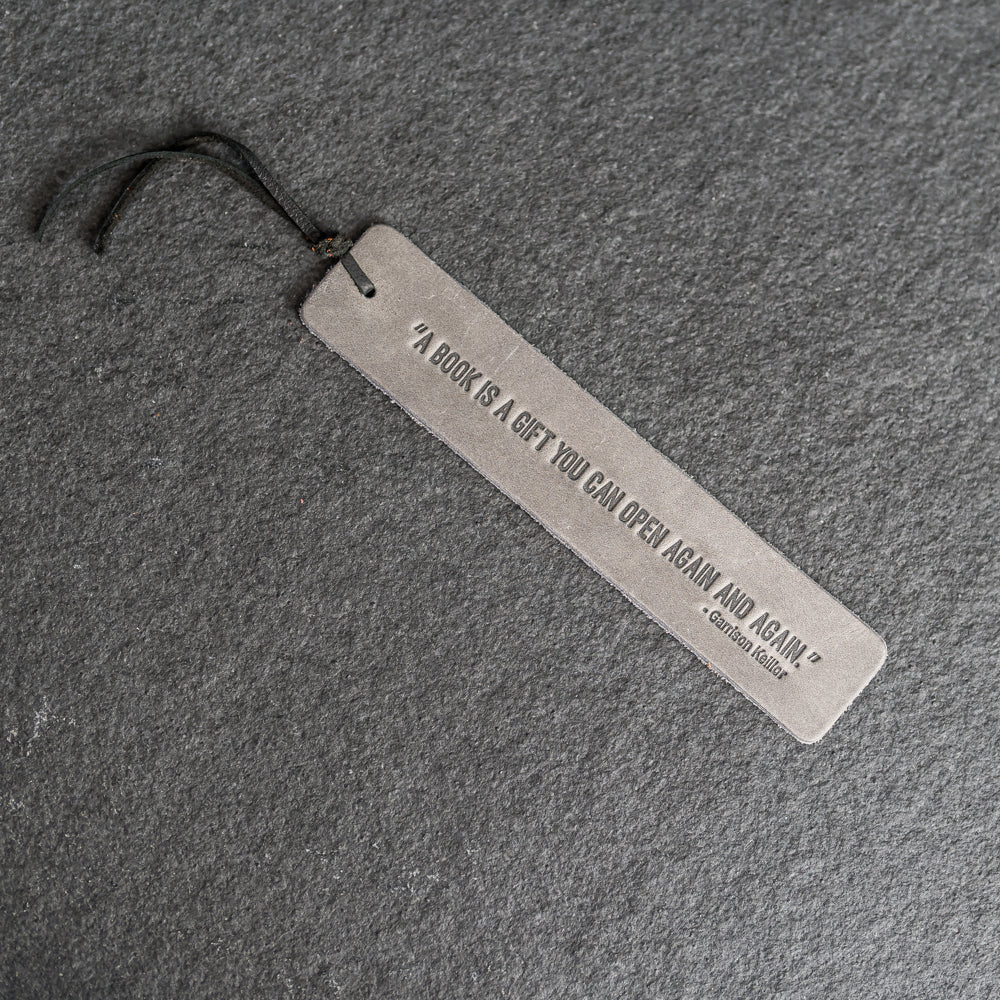 "A BOOK IS A GIFT YOU CAN OPEN AGAIN AND AGAIN."
- Garrison Keillor